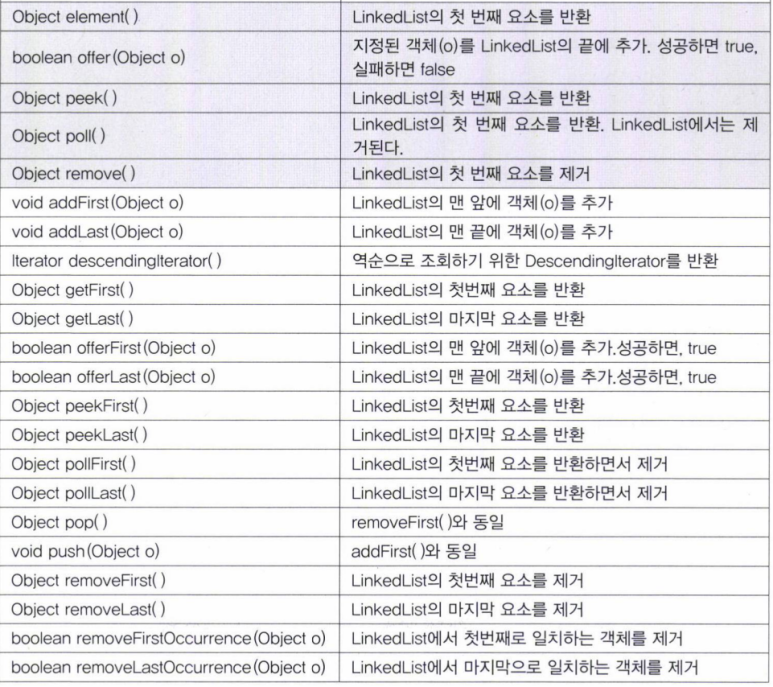 Object element( ) LinkedList의 첫 번째 요소를 반환
boolean offer(Object o) 지정된 객체(o)를 LinkedList의 끝에 추가. 성공하면 true,
실패하면 false
Object peek( ) LinkedList의 첫 번째 요소를 반환
Object poll( ) LinkedList의 첫 번째 요소를 반환. LinkedList에서는 제
거된다.
Object remove( ) LinkedList의 첫 번째 요소를 제거
void addFirst(Object o) LinkedList의 맨 앞에 객체(o)를 추가
void addLast(Object o) LinkedList의 맨 끝에 객체(o)를 추가
Iterator descendingIterator( ) 역순으로 조회하기 위한 DescendingIterator를 반환
Object getFirst( ) LinkedList의 첫번째 요소를 반환
Object getLast( ) LinkedList의 마지막 요소를 반환
boolean offerFirst(Object o) LinkedList의 맨 앞에 객체(o)를 추가.성공하면, true
boolean offerLast(Object o) LinkedList의 맨 끝에 객체(o)를 추가.성공하면, true
Object peekFirst( ) LinkedList의 첫번째 요소를 반환
Object peekLast( ) LinkedList의 마지막 요소를 반환
Object pollFirst( ) LinkedList의 첫번째 요소를 반환하면서 제거
Object pollLast( ) LinkedList의 마지막 요소를 반환하면서 제거
Object pop( ) removeFirst( )와 동일
void push(Object o) addFirst( )와 동일
Object removeFirst( ) LinkedList의 첫번째 요소를 제거
Object removeLast( ) LinkedList의 마지막 요소를 제거
boolean removeFirstOccurrence(Object o) LinkedList에서 첫번째로 일치하는 객체를 제거
boolean removeLastOccurrence(Object o) LinkedList에서 마지막으로 일치하는 객체를 제거